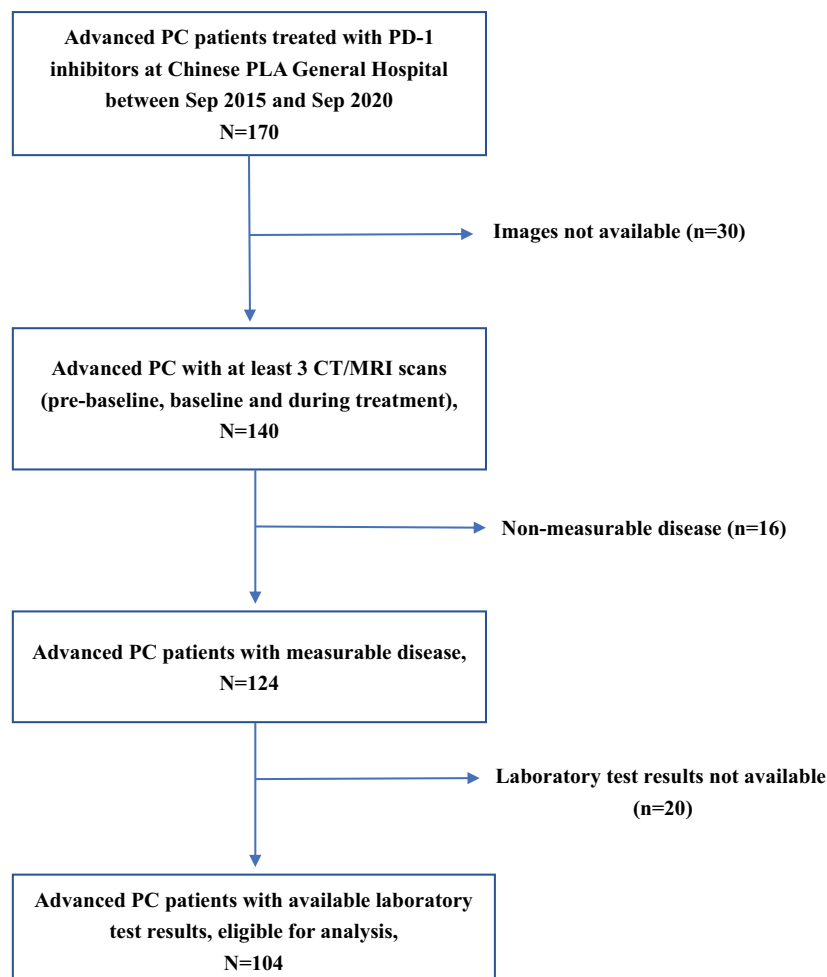 Advanced PC patients treated with PD-1
inhibitors at Chinese PLA General Hospital
between Sep 2015 and Sep 2020
N=170
Images not available (n=30)
Advanced PC with at least 3 CT/MRI scans
(pre-baseline, baseline and during treatment),
N=140
Non-measurable disease (n=16)
Advanced PC patients with measurable disease,
N=124
Laboratory test results not available
(n=20)
Advanced PC patients with available laboratory
test results, eligible for analysis,
N=104